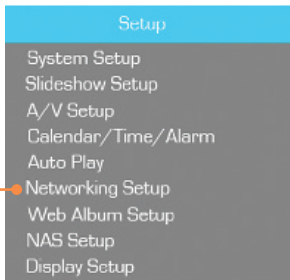 Setup
System Setup
Slideshow Setup
A/V Setup
Calendar/Time/Alarm
Auto Play
Networking Setup
Web Album Setup
NAS Setup
Display Setup